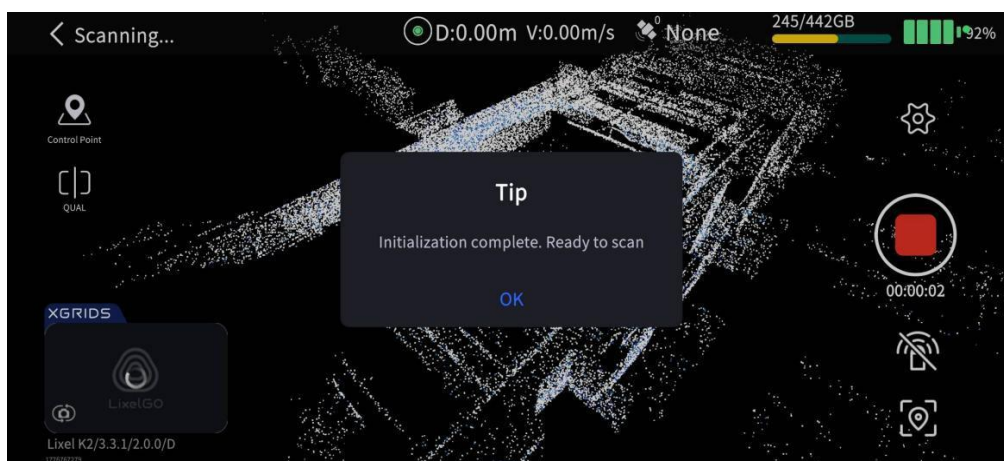 Scanning...
D:0.00m V:0.00m/s
0
None
245/442GB
92%
Control Point
QUAL
Tip
Initialization complete. Ready to scan
OK
00:00:02
XGRIDS
LixelGO
Lixel K2/3.3.1/2.0.0/D